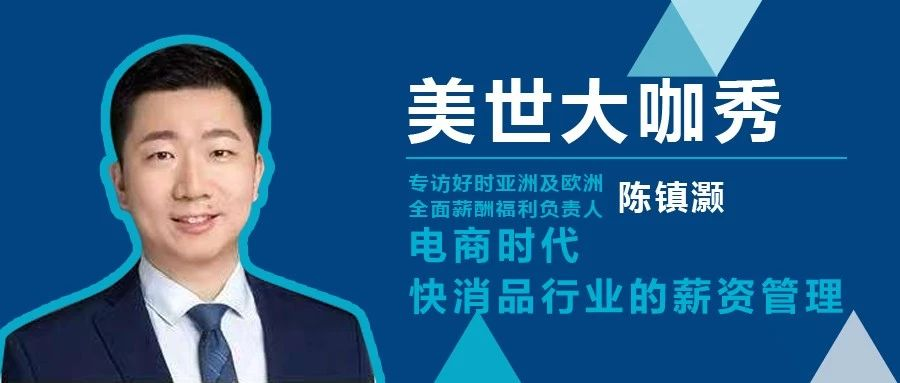 美世大咖秀
专访好时亚洲及欧洲
全面薪酬福利负责人 陈镇灏
电商时代
快消品行业的薪资管理